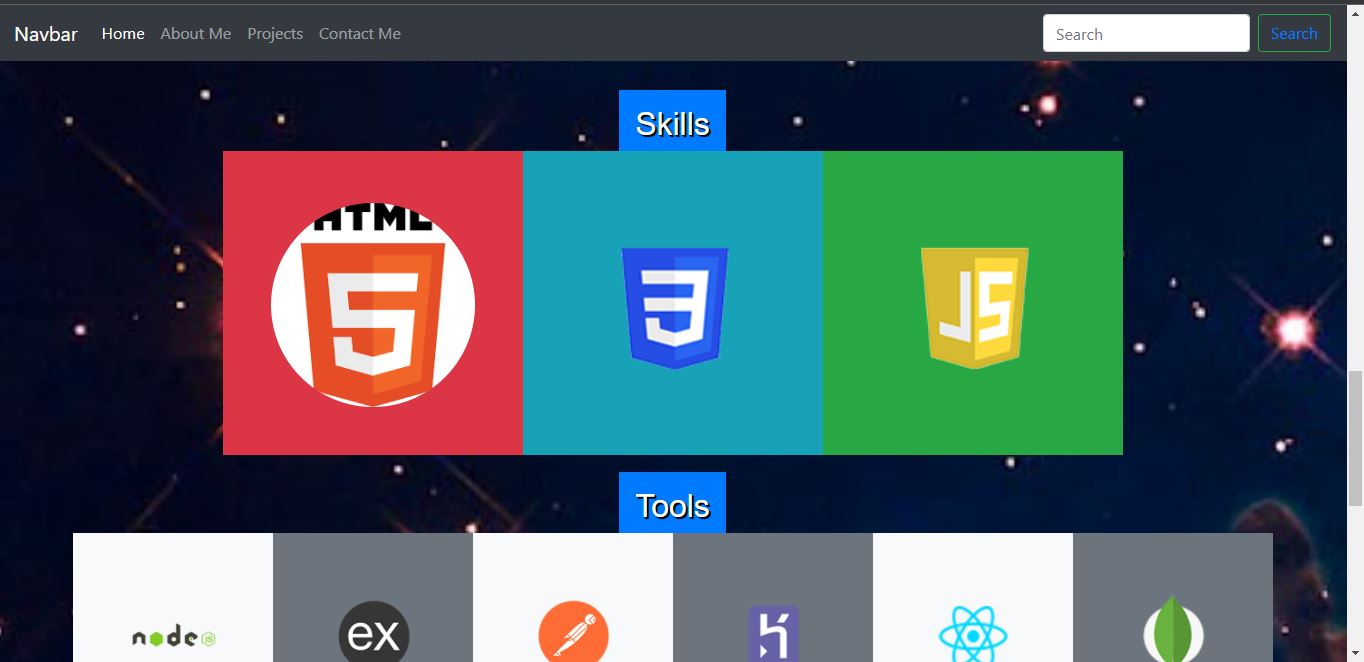 Navbar Home About Me Projects Contact Me Search Search
Skills
HTML
5 3 JS
Tools
node JS ex